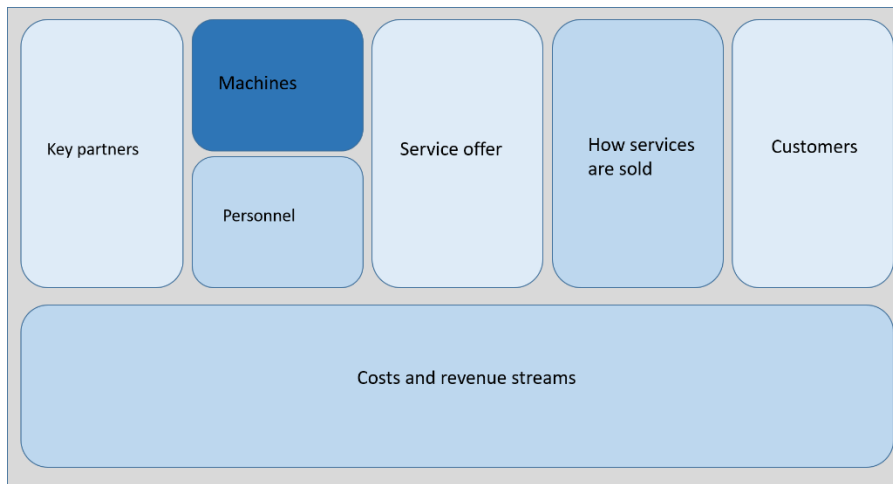 Key partners
Machines
Personnel
Service offer
How services
are sold
Customers
Costs and revenue streams